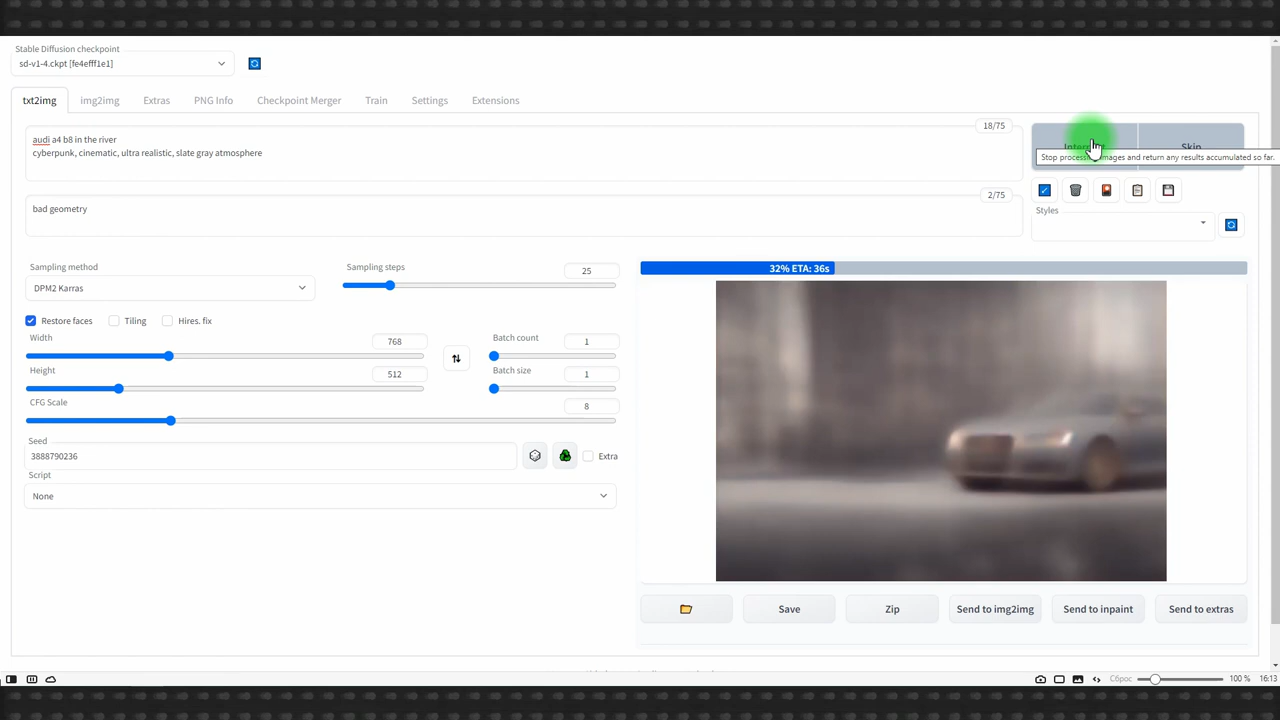 Stable Diffusion checkpoint
sd-v1-4.ckpt [fe4efff1e1]
txt2img img2img Extras PNG Info Checkpoint Merger Train Settings Extensions
18/75
audi a4 b8 in the river
cyberpunk, cinematic, ultra realistic, slate gray atmosphere
Skip
Stop processing images and return any results accumulated so far.
2/75
bad geometry
Styles
Sampling method
DPM2 Karras
Sampling steps
25
32% ETA: 36s
Restore faces Tiling Hires. fix
Width
768
Batch count
1
Height
512
Batch size
1
CFG Scale
8
Seed
3888790236
Extra
Script
None
Save Zip Send to img2img Send to inpaint Send to extras
Сброс 100 % 16:13